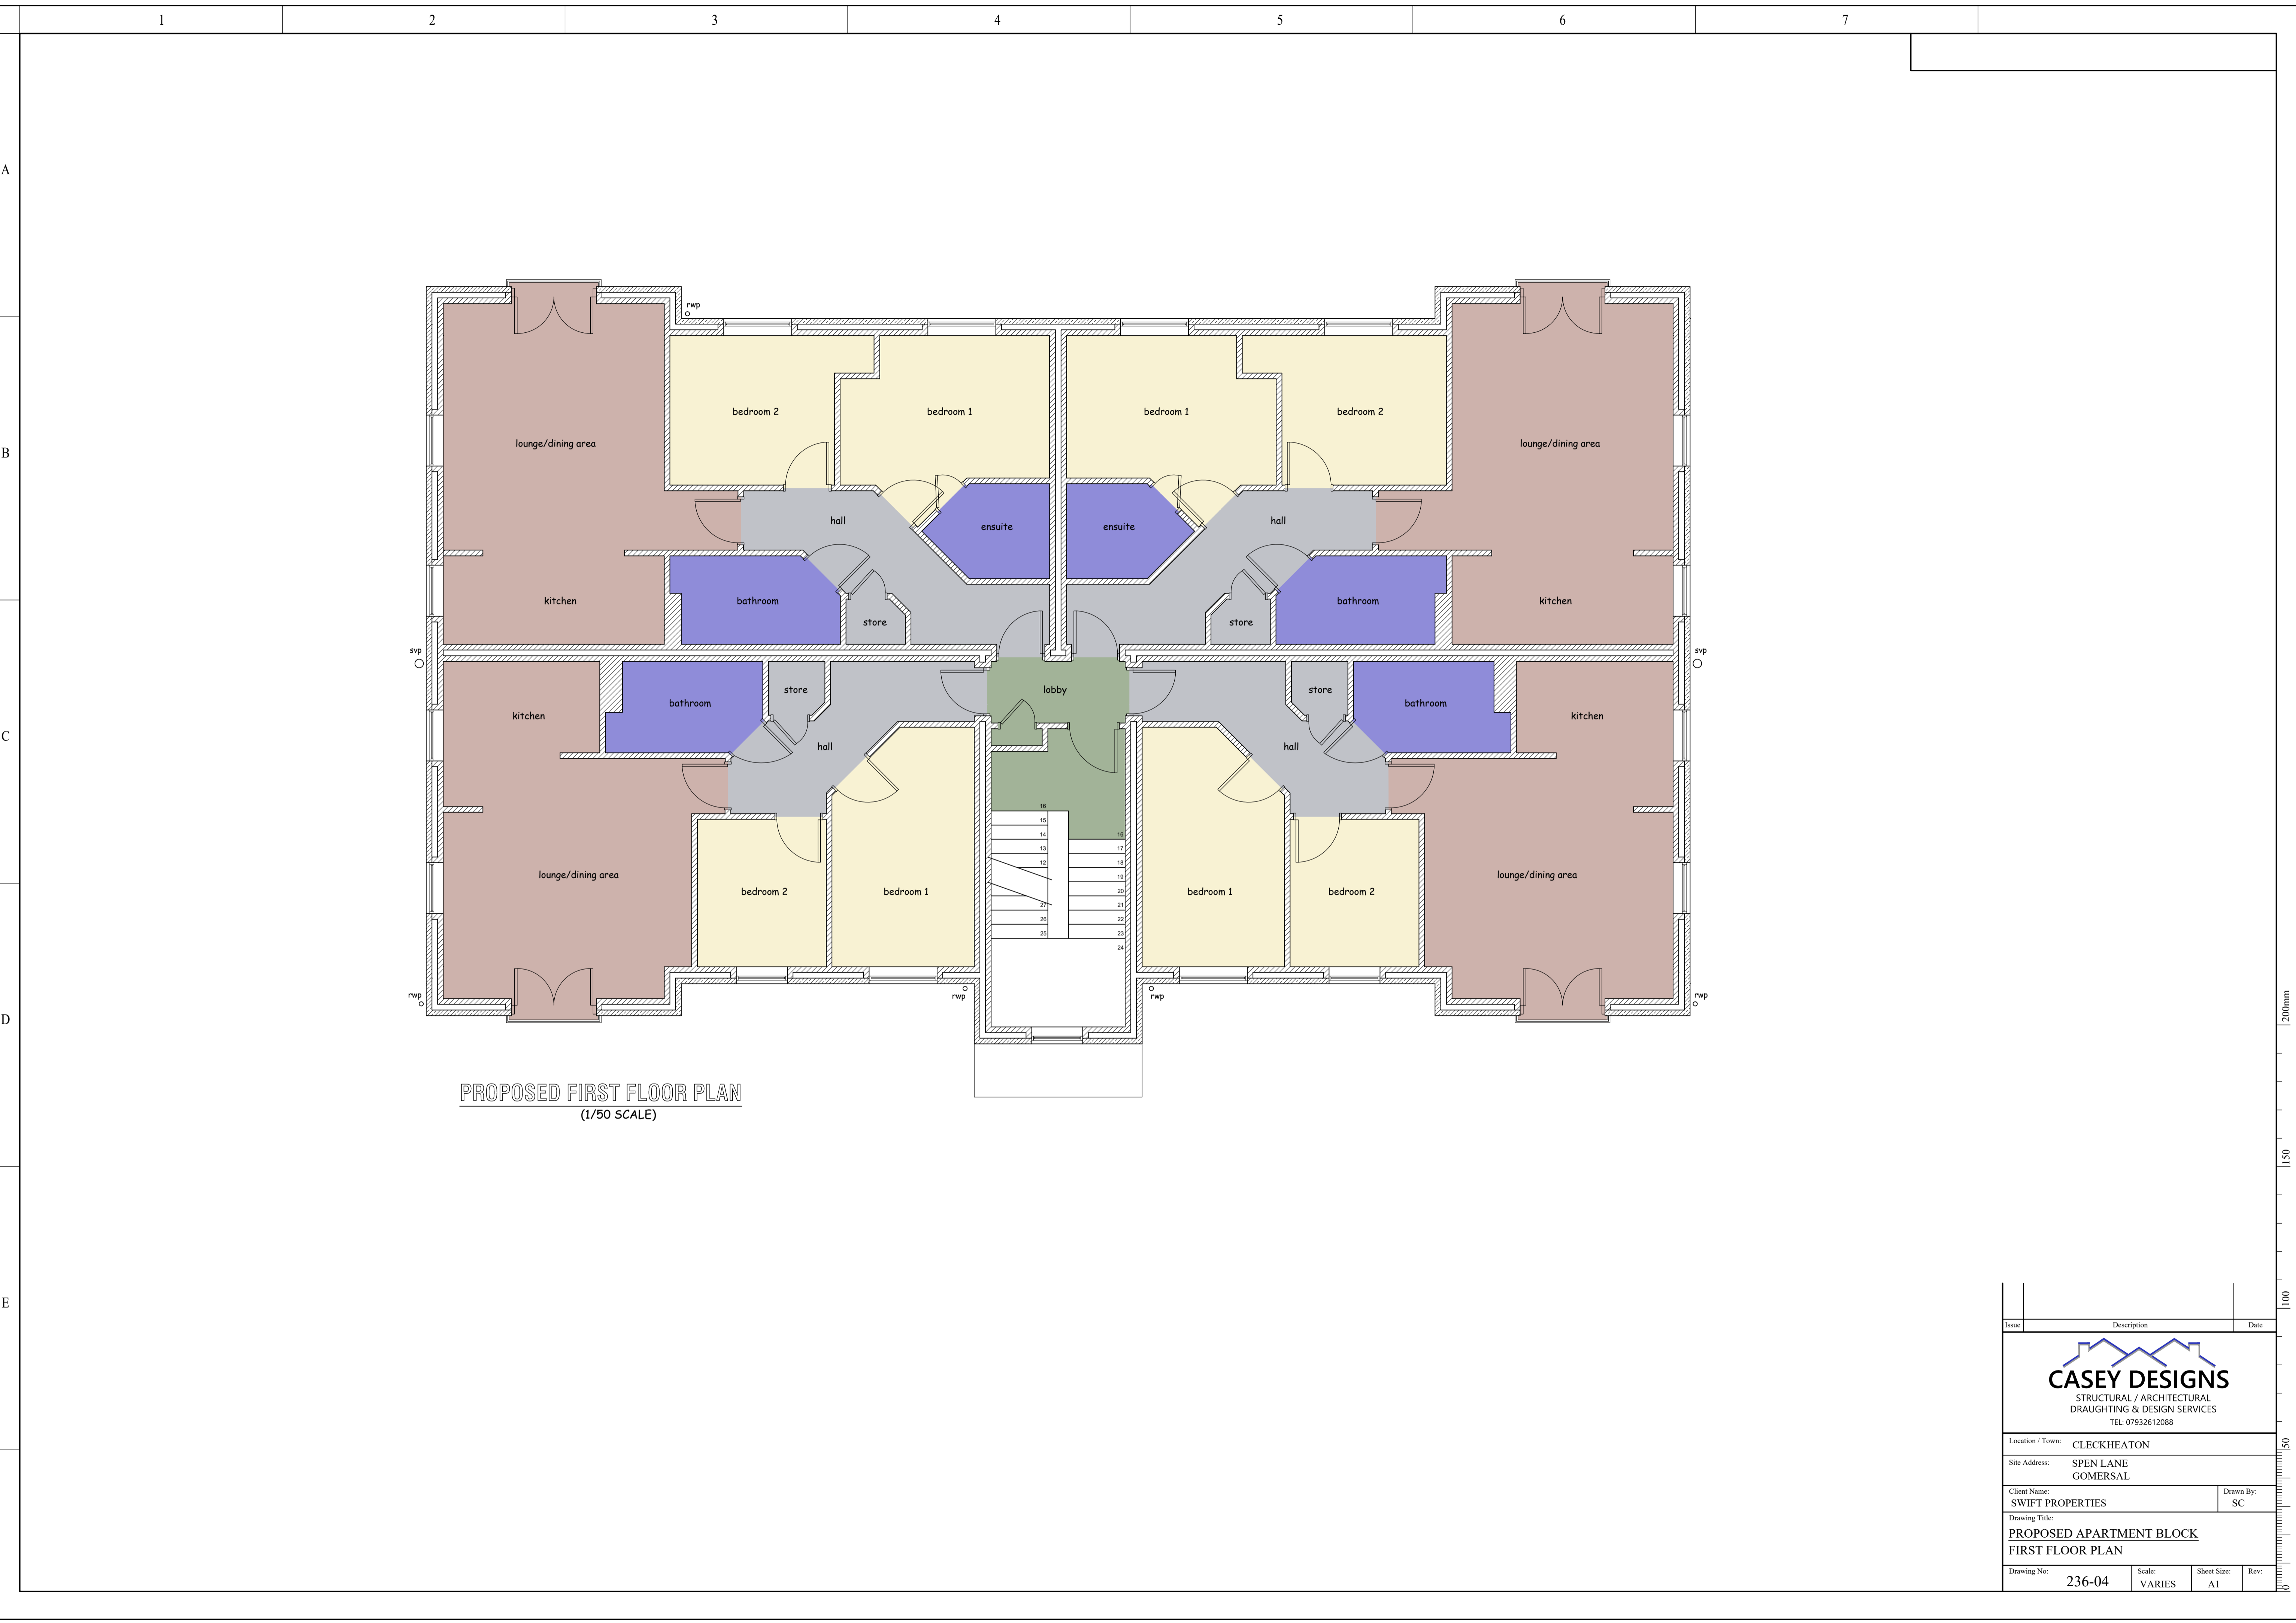 1 2 3 4 5 6 7
A
B
C
D
E
rwp
bedroom 2
bedroom 1
bedroom 1
bedroom 2
lounge/dining area
lounge/dining area
hall
ensuite
ensuite
hall
kitchen
bathroom
store
store
bathroom
kitchen
svp
svp
kitchen
bathroom
store
lobby
store
bathroom
kitchen
hall
hall
16
15
14
13
12
27
26
25
16
17
18
19
20
21
22
23
24
lounge/dining area
bedroom 2
bedroom 1
bedroom 1
bedroom 2
lounge/dining area
rwp
rwp
rwp
rwp
PROPOSED FIRST FLOOR PLAN
(1/50 SCALE)
200mm
150
100
50
0
Issue Description Date
CASEY DESIGNS
STRUCTURAL / ARCHITECTURAL
DRAUGHTING & DESIGN SERVICES
TEL: 07932612088
Location / Town: CLECKHEATON
Site Address: SPEN LANE
GOMERSAL
Client Name: Drawn By:
SWIFT PROPERTIES SC
Drawing Title:
PROPOSED APARTMENT BLOCK
FIRST FLOOR PLAN
Drawing No: Scale: Sheet Size: Rev:
236-04 VARIES A1